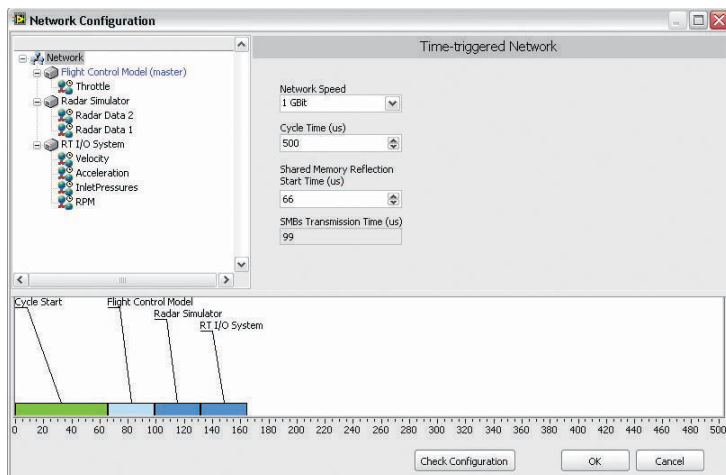 Network Configuration
Network
Flight Control Model (master)
Throttle
Radar Simulator
Radar Data 2
Radar Data 1
RT I/O System
Velocity
Acceleration
InletPressures
RPM
Time-triggered Network
Network Speed
1 GBit
Cycle Time (us)
500
Shared Memory Reflection
Start Time (us)
66
SMBs Transmission Time (us)
99
Cycle Start Flight Control Model
Radar Simulator
RT I/O System
0 20 40 60 80 100 120 140 160 180 200 220 240 260 280 300 320 340 360 380 400 420 440 460 480 500
Check Configuration OK Cancel